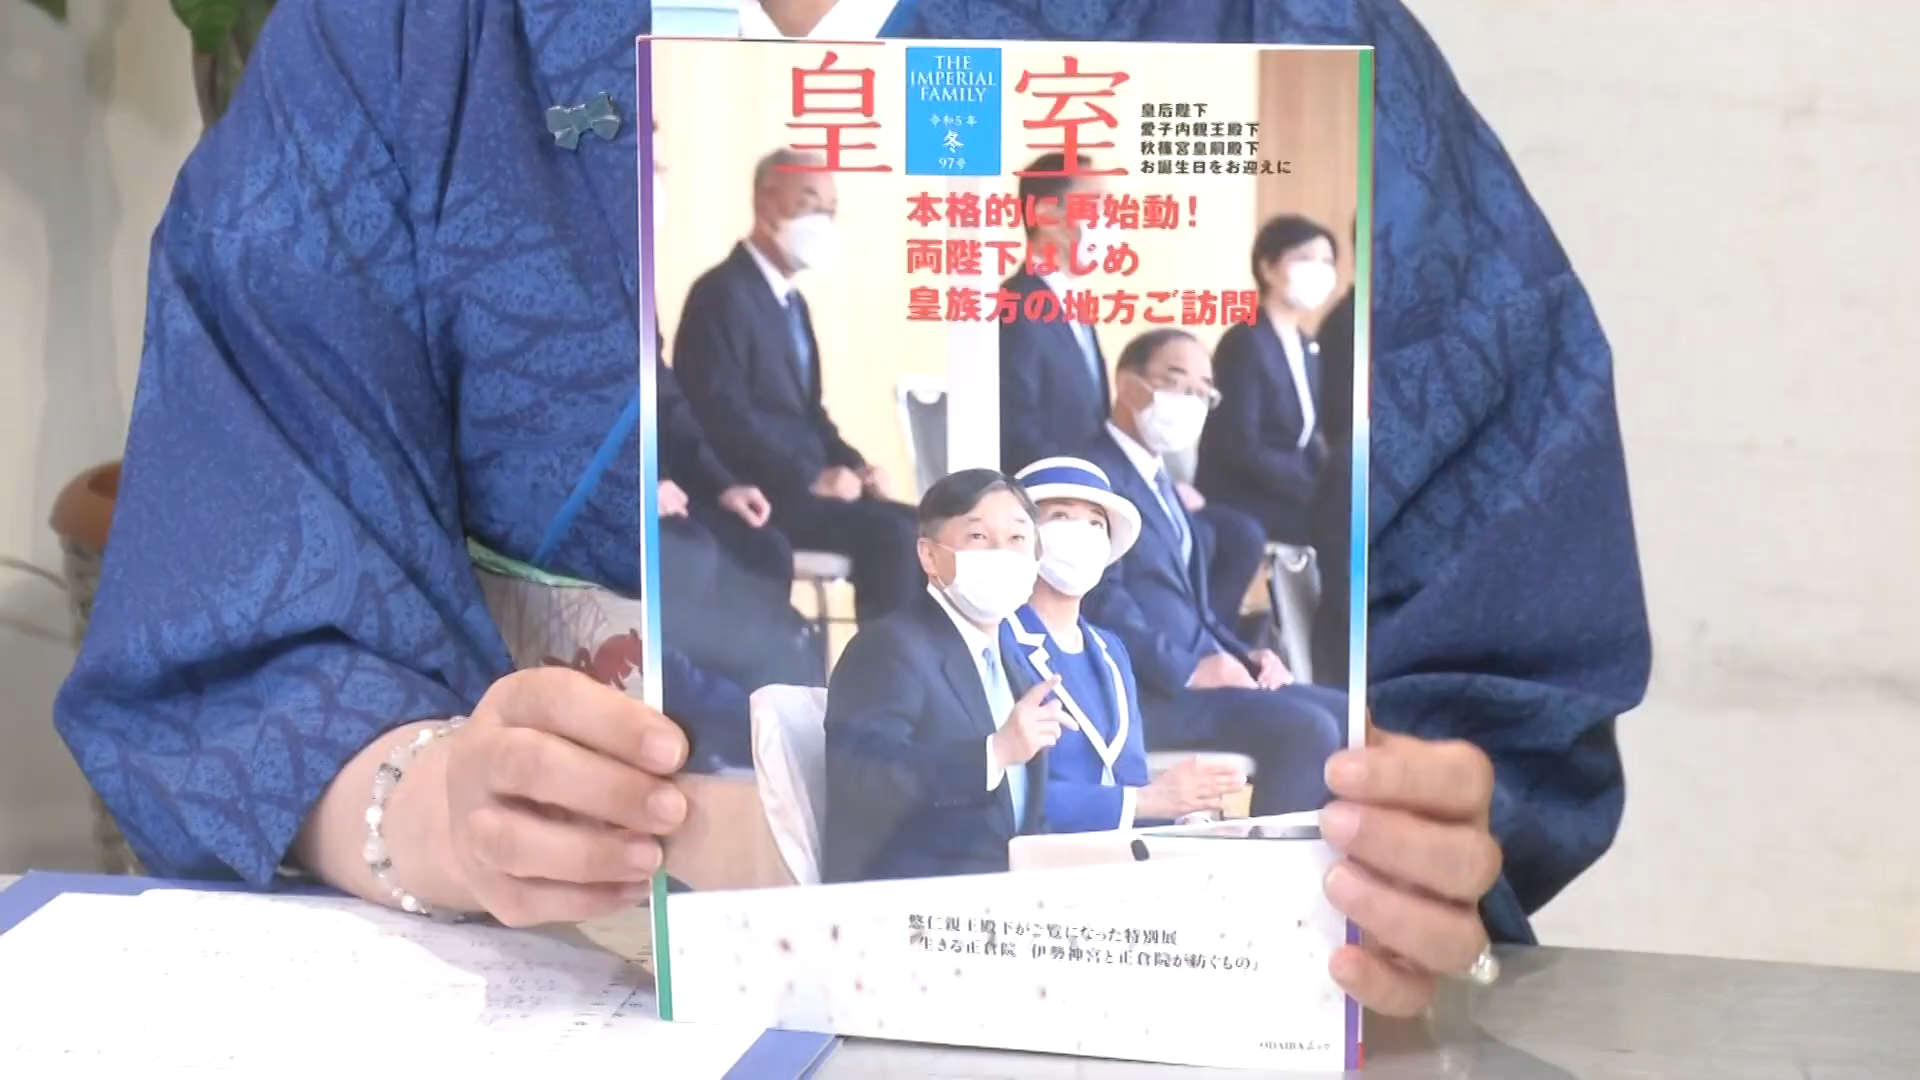 皇室
THE
IMPERIAL
FAMILY
令和5年
冬
97号
皇后陛下
愛子内親王殿下
秋篠宮皇嗣殿下
お誕生日をお迎えに
本格的に再始動！
両陛下はじめ
皇族方の地方ご訪問
悠仁親王殿下がご覧になった特別展
「生きる正倉院 伊勢神宮と正倉院が紡ぐもの」
ODAIBAムック